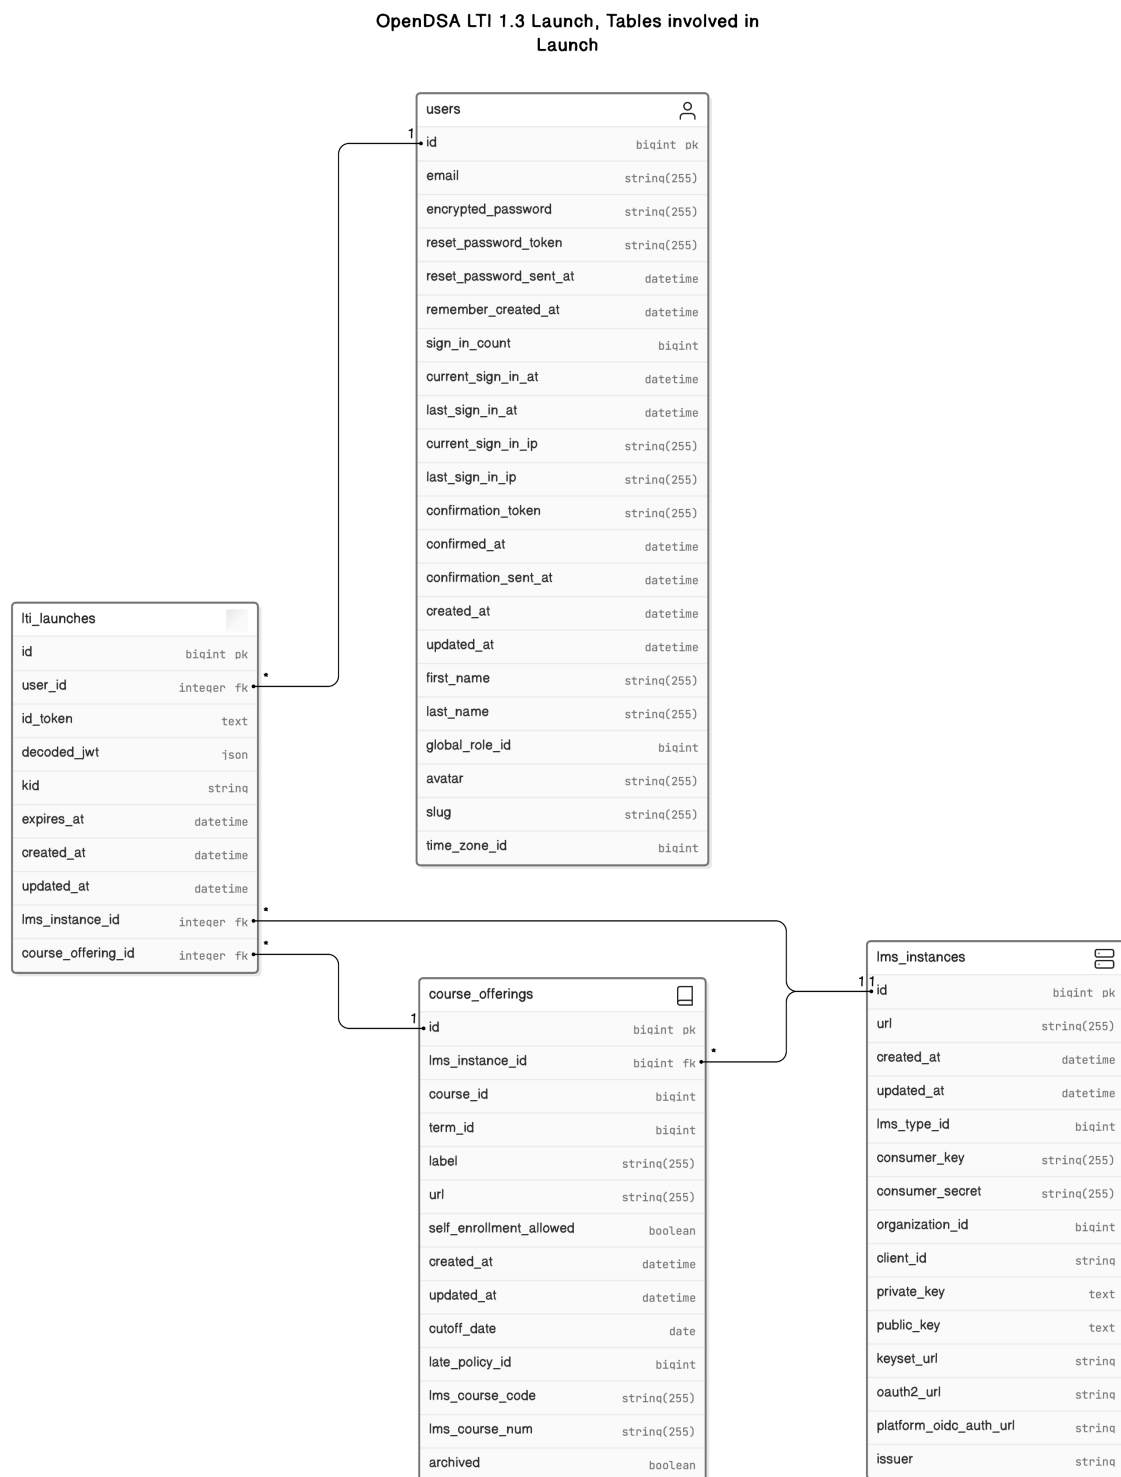 OpenDSA LTI 1.3 Launch, Tables involved in
Launch
users
1
id bigint pk
email string(255)
encrypted_password string(255)
reset_password_token string(255)
reset_password_sent_at datetime
remember_created_at datetime
sign_in_count bigint
current_sign_in_at datetime
last_sign_in_at datetime
current_sign_in_ip string(255)
last_sign_in_ip string(255)
confirmation_token string(255)
confirmed_at datetime
confirmation_sent_at datetime
created_at datetime
updated_at datetime
first_name string(255)
last_name string(255)
global_role_id bigint
avatar string(255)
slug string(255)
time_zone_id bigint
lti_launches
id bigint pk
user_id integer fk *
id_token text
decoded_jwt json
kid string
expires_at datetime
created_at datetime
updated_at datetime
lms_instance_id integer fk *
course_offering_id integer fk *
course_offerings
1
id bigint pk
lms_instance_id bigint fk *
course_id bigint
term_id bigint
label string(255)
url string(255)
self_enrollment_allowed boolean
created_at datetime
updated_at datetime
cutoff_date date
late_policy_id bigint
lms_course_code string(255)
lms_course_num string(255)
archived boolean
lms_instances
1 1
id bigint pk
url string(255)
created_at datetime
updated_at datetime
lms_type_id bigint
consumer_key string(255)
consumer_secret string(255)
organization_id bigint
client_id string
private_key text
public_key text
keyset_url string
oauth2_url string
platform_oidc_auth_url string
issuer string